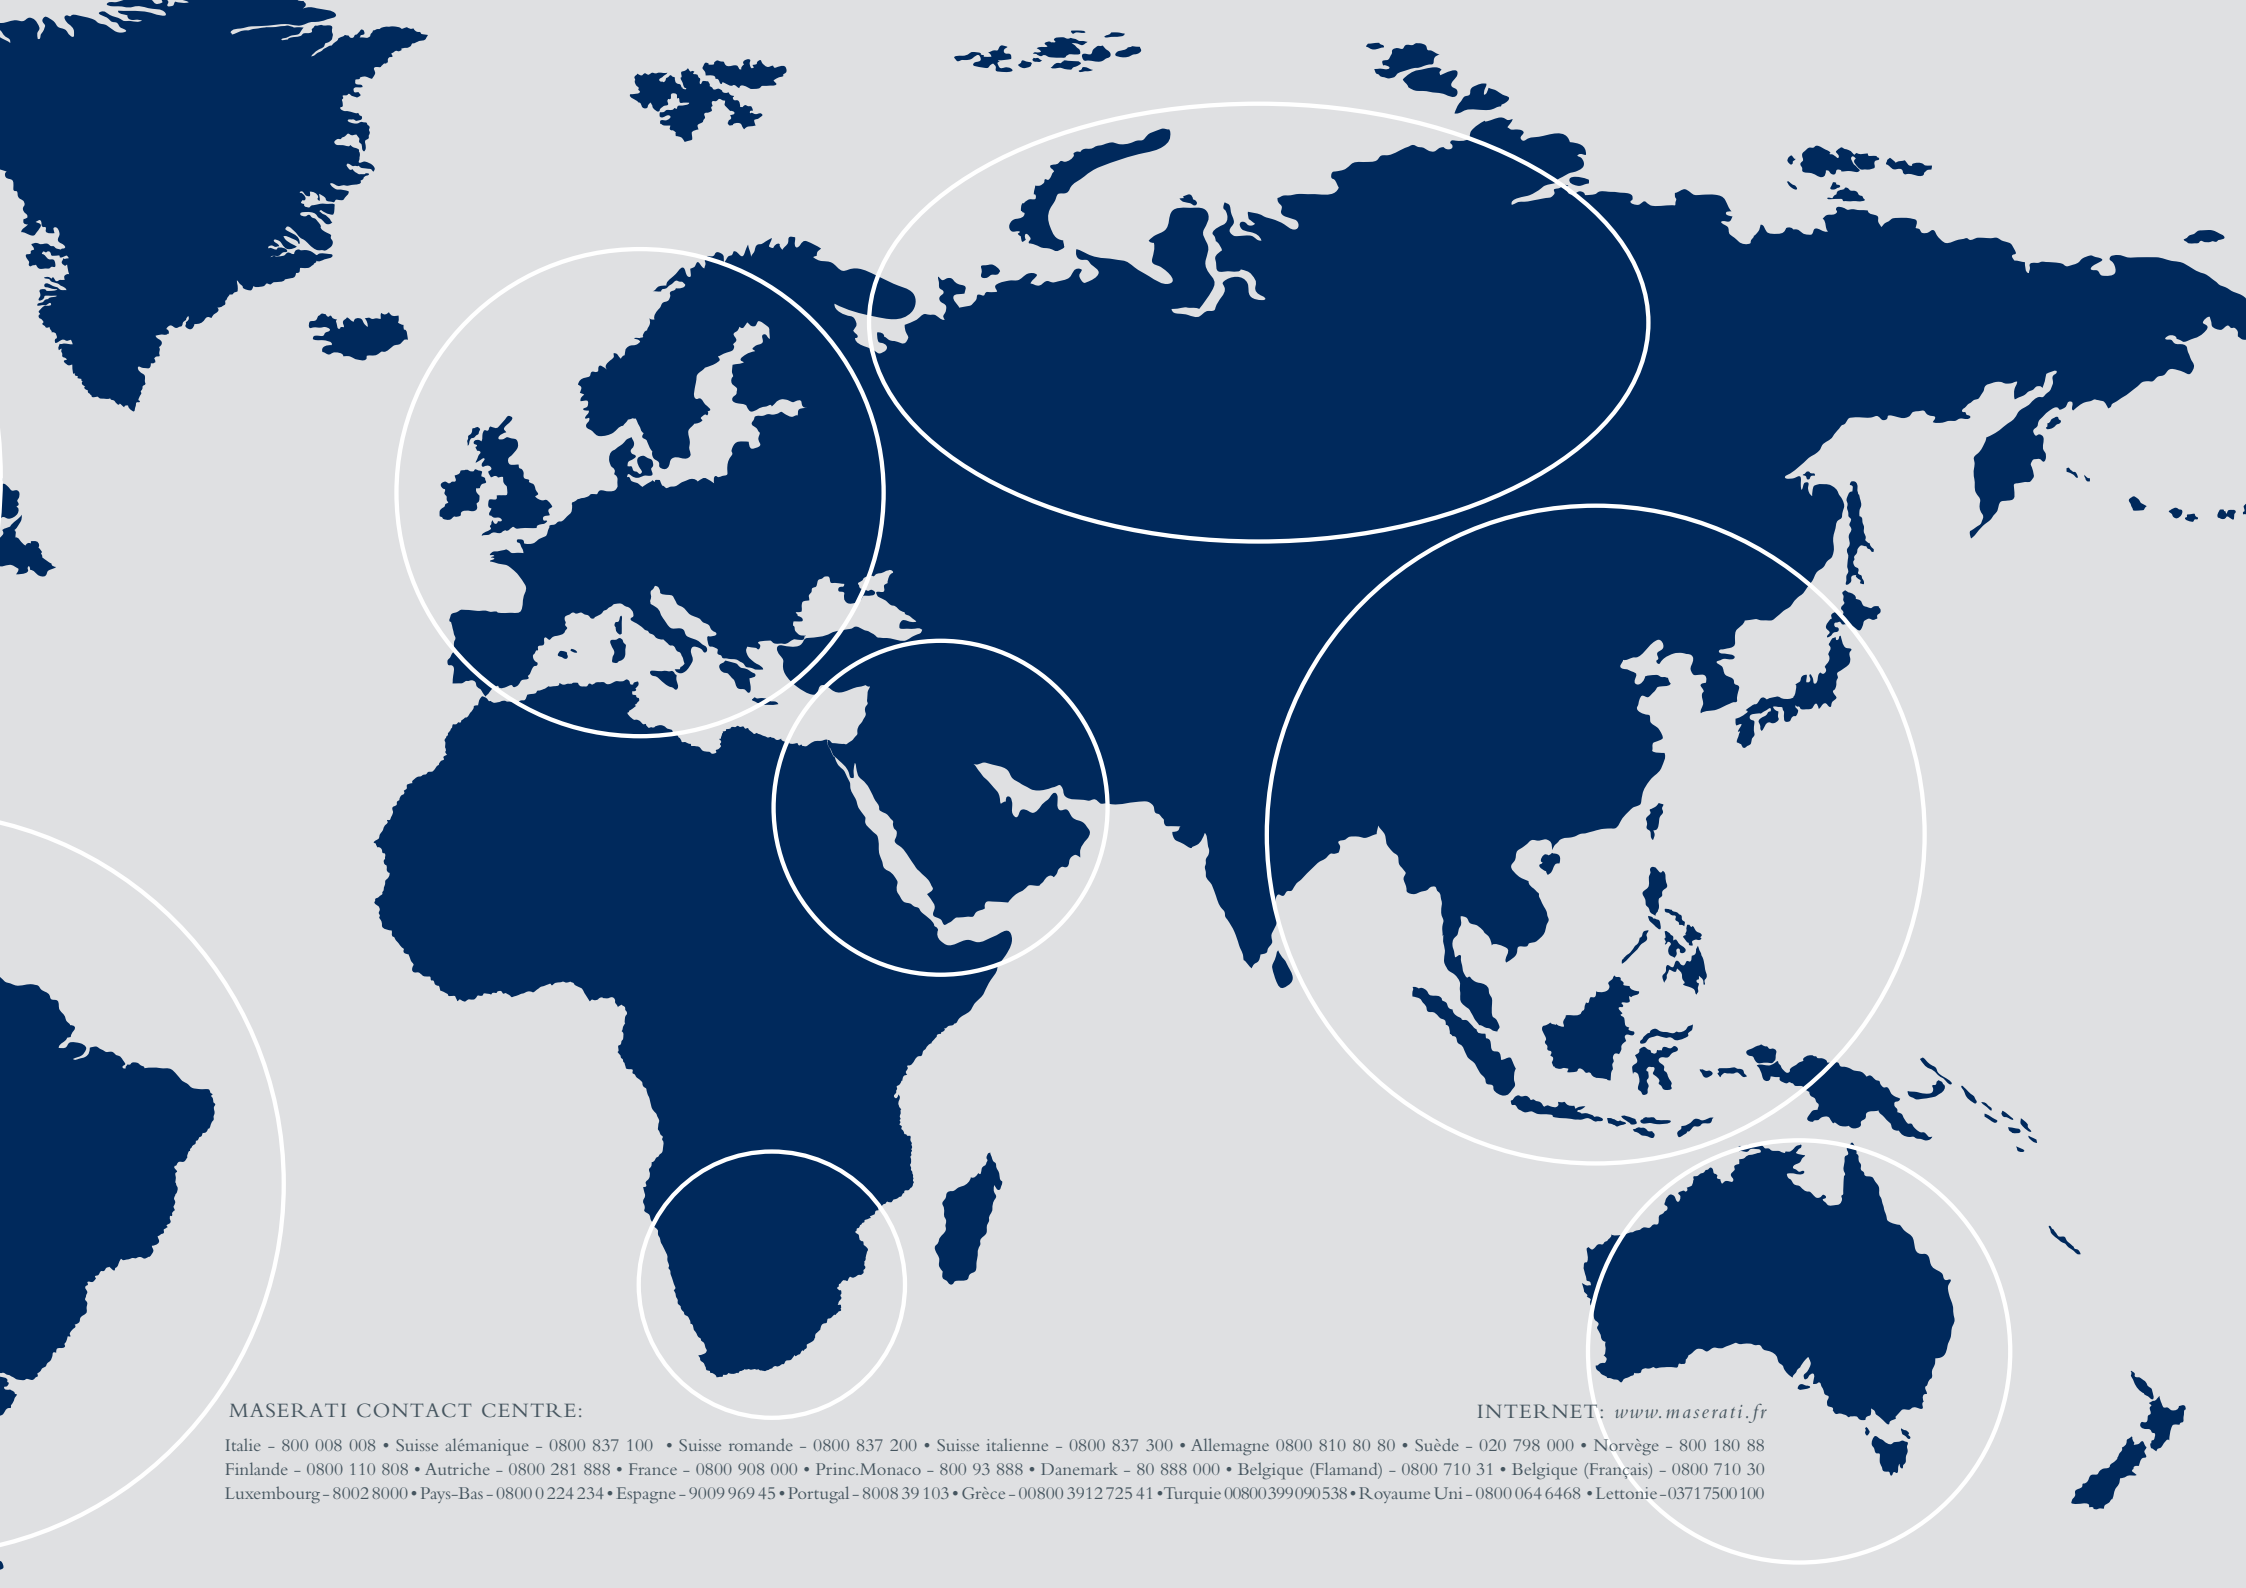 MASERATI CONTACT CENTRE:
INTERNET: www.maserati.fr
Italie - 800 008 008 • Suisse alémanique - 0800 837 100 • Suisse romande - 0800 837 200 • Suisse italienne - 0800 837 300 • Allemagne 0800 810 80 80 • Suède - 020 798 000 • Norvège - 800 180 88
Finlande - 0800 110 808 • Autriche - 0800 281 888 • France - 0800 908 000 • Princ.Monaco - 800 93 888 • Danemark - 80 888 000 • Belgique (Flamand) - 0800 710 31 • Belgique (Français) - 0800 710 30
Luxembourg - 8002 8000 • Pays-Bas - 0800 0 224 234 • Espagne - 9009 969 45 • Portugal - 8008 39 103 • Grèce - 00800 3912 725 41 • Turquie 00800399090538 • Royaume Uni - 0800 064 6468 • Lettonie - 03717500100